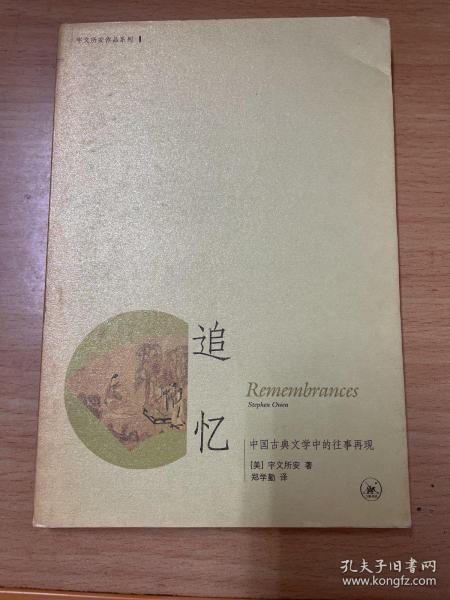 宇文所安作品系列
追忆
Remembrances
Stephen Owen
中国古典文学中的往事再现
[美] 宇文所安 著
郑学勤 译
孔夫子旧书网
www.kongfz.com